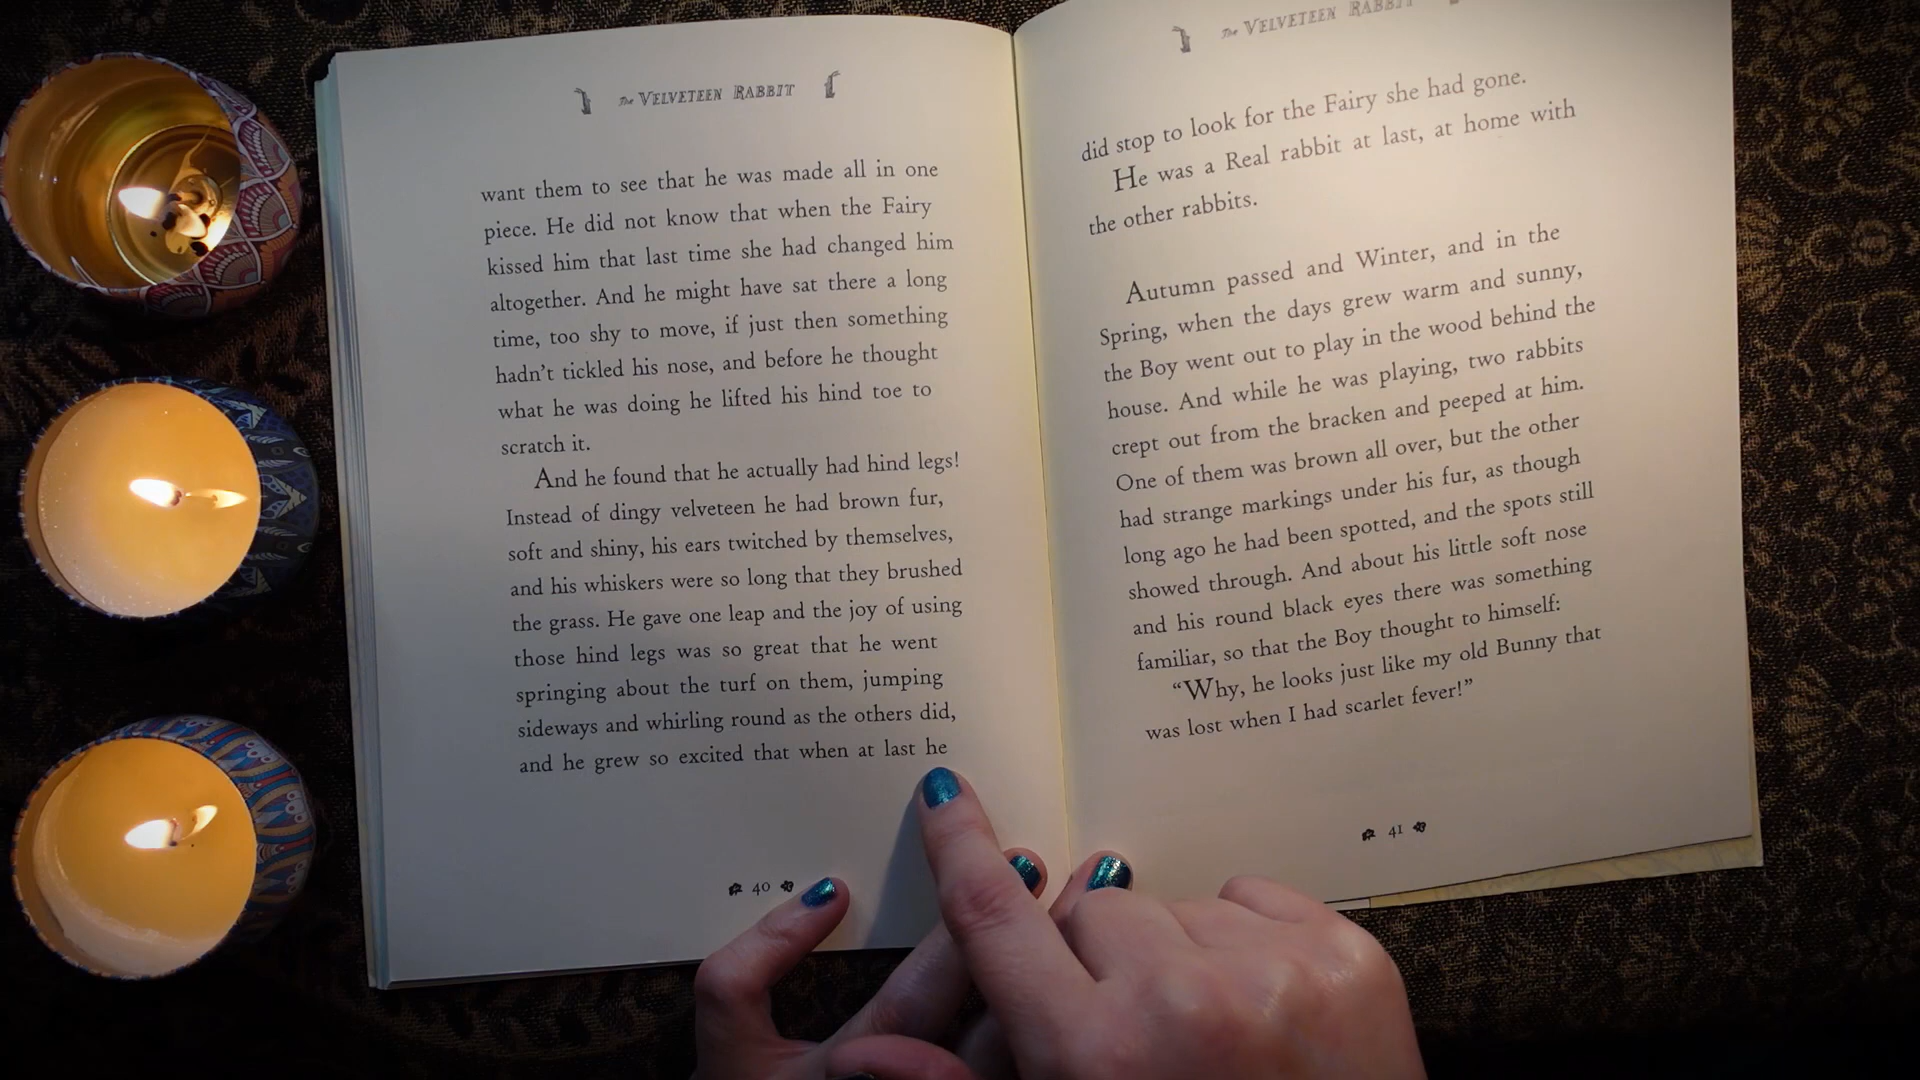 The VELVETEEN RABBIT
want them to see that he was made all in one
piece. He did not know that when the Fairy
kissed him that last time she had changed him
altogether. And he might have sat there a long
time, too shy to move, if just then something
hadn't tickled his nose, and before he thought
what he was doing he lifted his hind toe to
scratch it.
And he found that he actually had hind legs!
Instead of dingy velveteen he had brown fur,
soft and shiny, his ears twitched by themselves,
and his whiskers were so long that they brushed
the grass. He gave one leap and the joy of using
those hind legs was so great that he went
springing about the turf on them, jumping
sideways and whirling round as the others did,
and he grew so excited that when at last he
40
The VELVETEEN RABBIT
did stop to look for the Fairy she had gone.
He was a Real rabbit at last, at home with
the other rabbits.
Autumn passed and Winter, and in the
Spring, when the days grew warm and sunny,
the Boy went out to play in the wood behind the
house. And while he was playing, two rabbits
crept out from the bracken and peeped at him.
One of them was brown all over, but the other
had strange markings under his fur, as though
long ago he had been spotted, and the spots still
showed through. And about his little soft nose
and his round black eyes there was something
familiar, so that the Boy thought to himself:
“Why, he looks just like my old Bunny that
was lost when I had scarlet fever!”
41